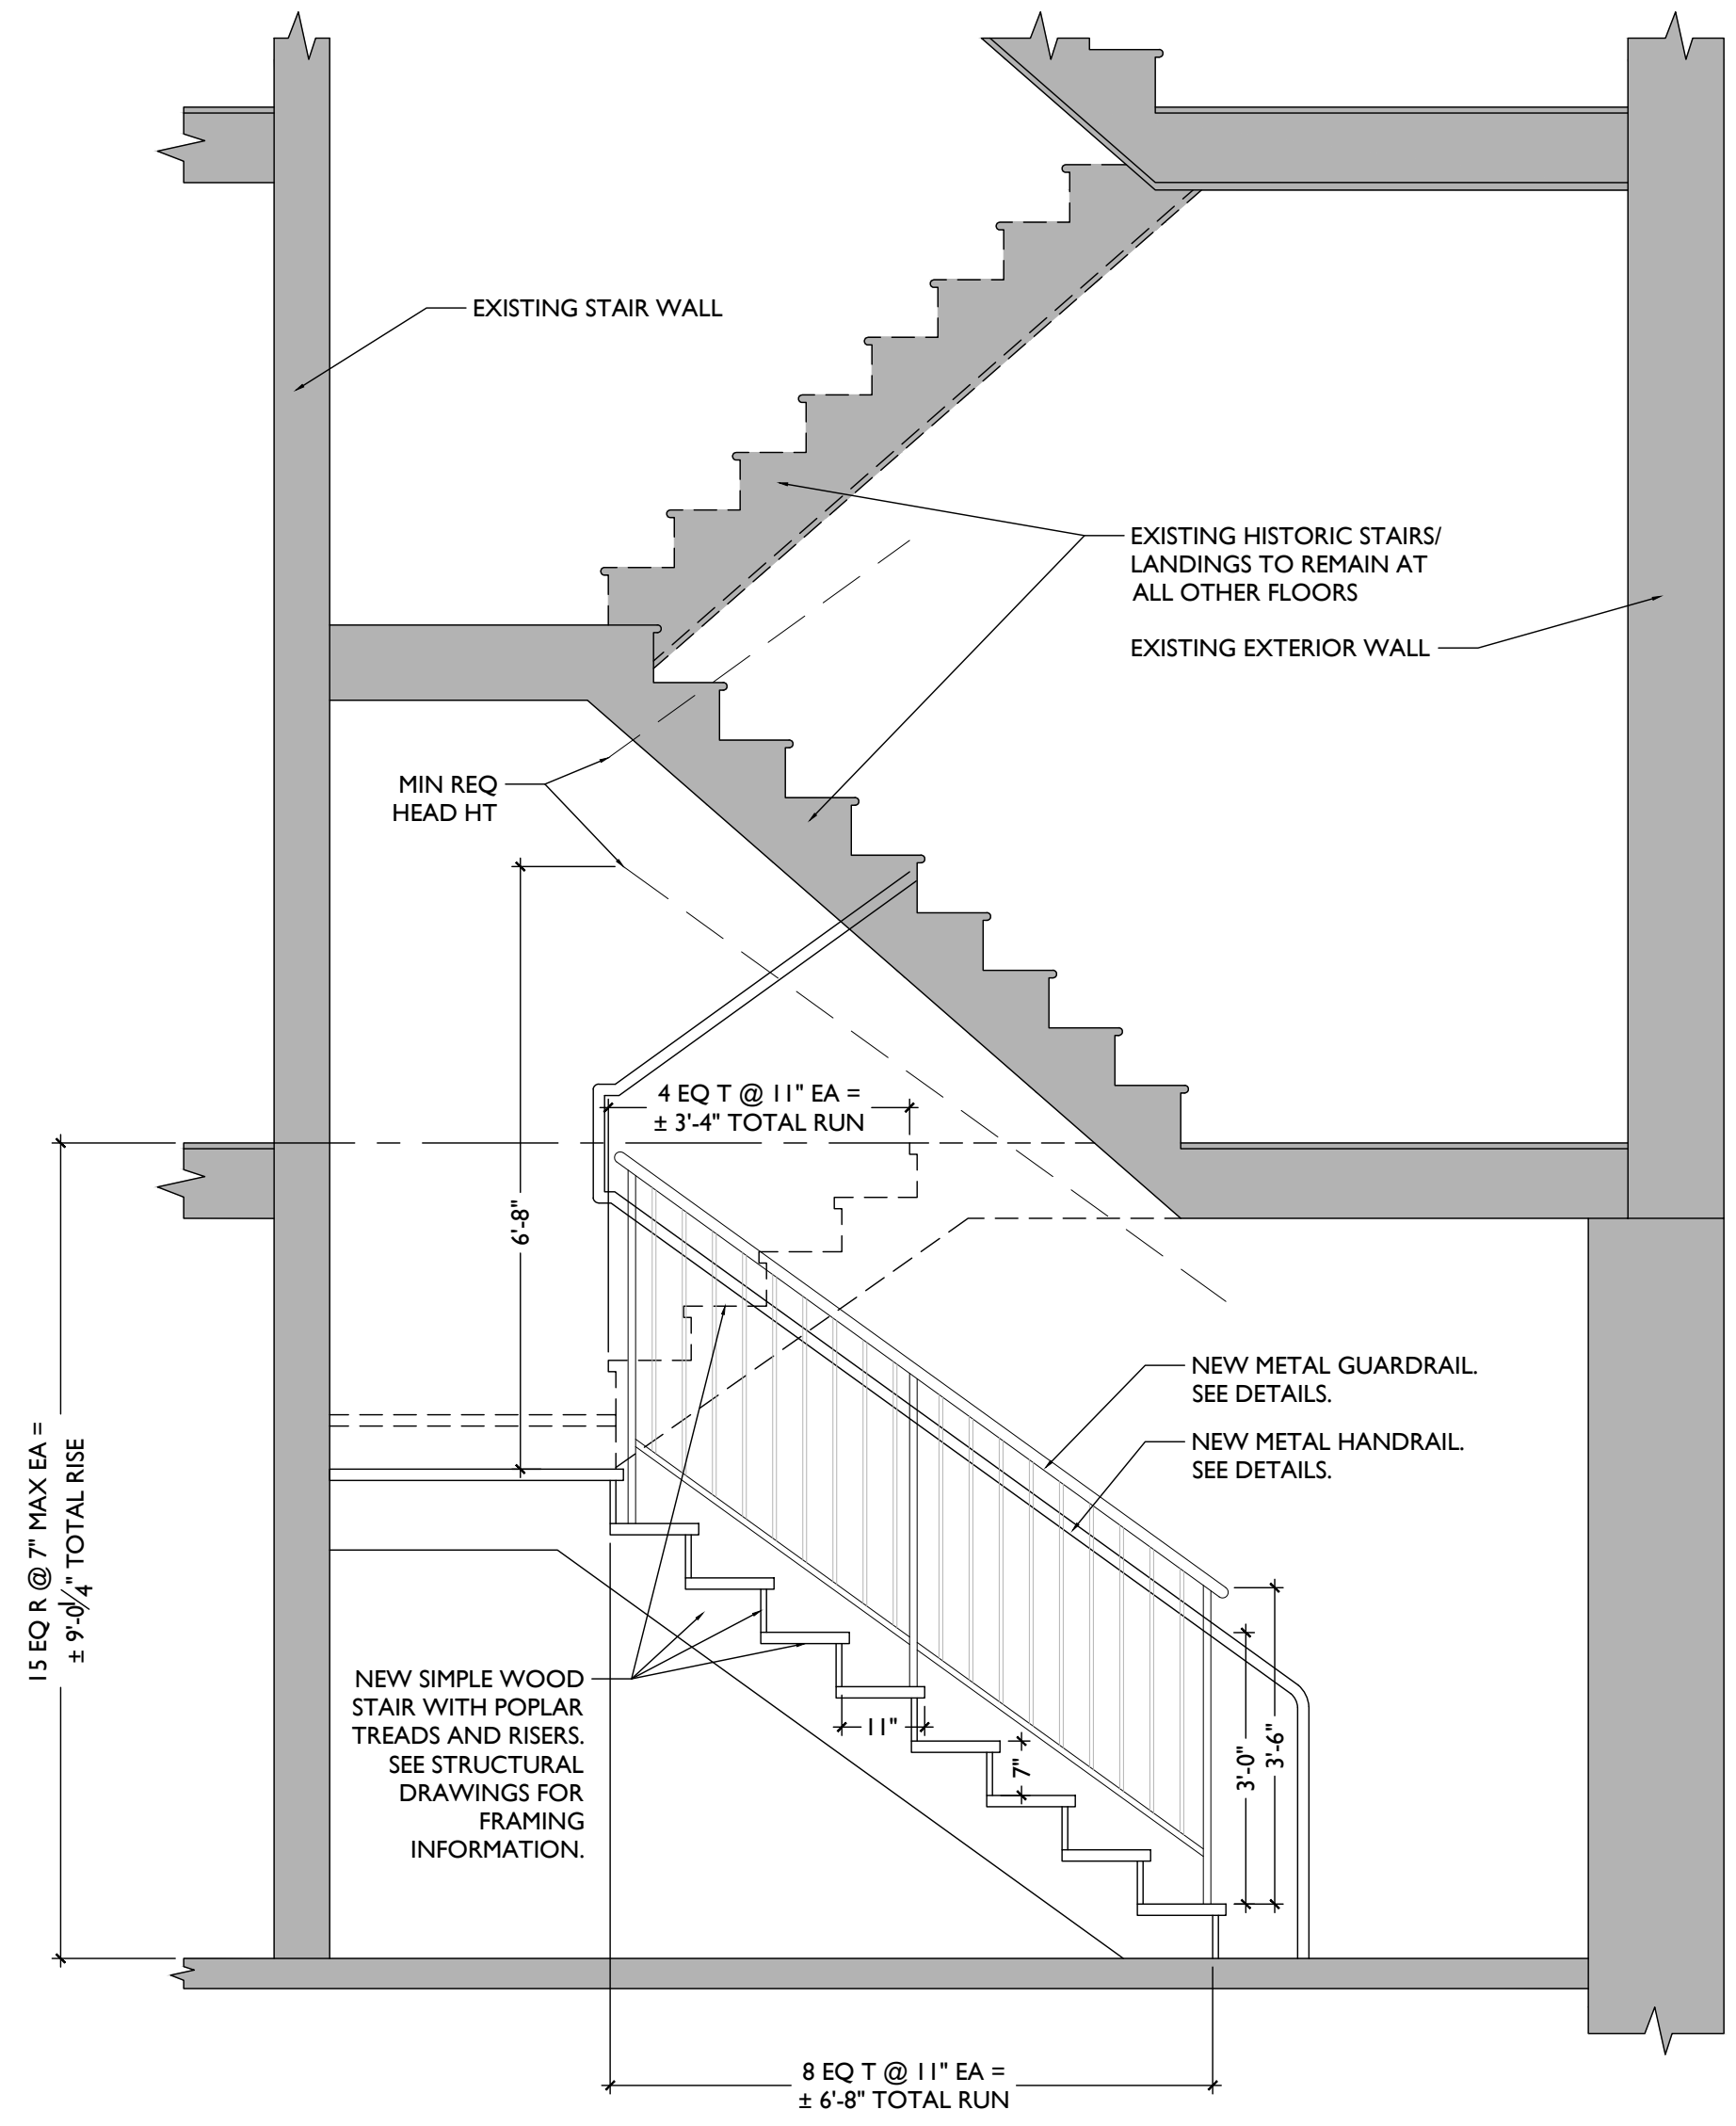 EXISTING STAIR WALL
EXISTING HISTORIC STAIRS/
LANDINGS TO REMAIN AT
ALL OTHER FLOORS
EXISTING EXTERIOR WALL
MIN REQ
HEAD HT
4 EQ T @ 11" EA =
± 3'-4" TOTAL RUN
6'-8"
NEW METAL GUARDRAIL.
SEE DETAILS.
NEW METAL HANDRAIL.
SEE DETAILS.
15 EQ R @ 7" MAX EA =
± 9'-0 1/4" TOTAL RISE
NEW SIMPLE WOOD
STAIR WITH POPLAR
TREADS AND RISERS.
SEE STRUCTURAL
DRAWINGS FOR
FRAMING
INFORMATION.
11"
7"
3'-0"
3'-6"
8 EQ T @ 11" EA =
± 6'-8" TOTAL RUN